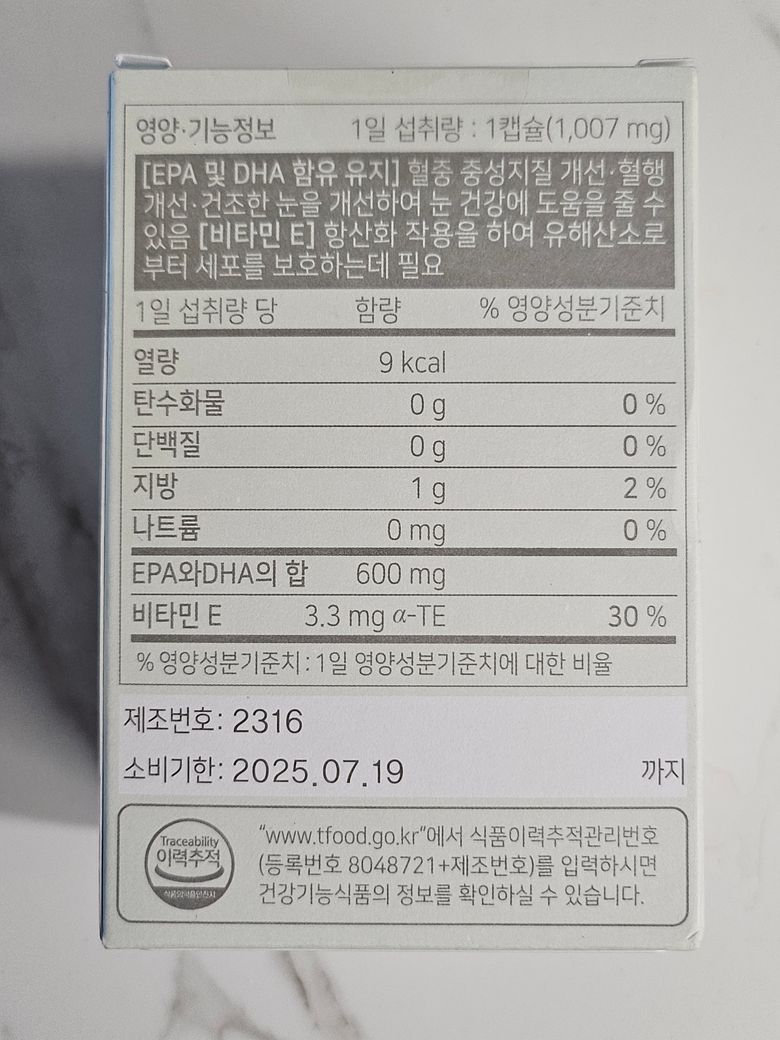 영양·기능정보 1일 섭취량 : 1캡슐(1,007 mg)
[EPA 및 DHA 함유 유지] 혈중 중성지질 개선·혈행
개선·건조한 눈을 개선하여 눈 건강에 도움을 줄 수
있음 [비타민 E] 항산화 작용을 하여 유해산소로
부터 세포를 보호하는데 필요
1일 섭취량 당 함량 % 영양성분기준치
열량 9 kcal
탄수화물 0 g 0 %
단백질 0 g 0 %
지방 1 g 2 %
나트륨 0 mg 0 %
EPA와DHA의 합 600 mg
비타민 E 3.3 mg α-TE 30 %
% 영양성분기준치 : 1일 영양성분기준치에 대한 비율
제조번호: 2316
소비기한: 2025.07.19 까지
Traceability
이력추적
식품의약품안전처
"www.tfood.go.kr"에서 식품이력추적관리번호
(등록번호 8048721+제조번호)를 입력하시면
건강기능식품의 정보를 확인하실 수 있습니다.